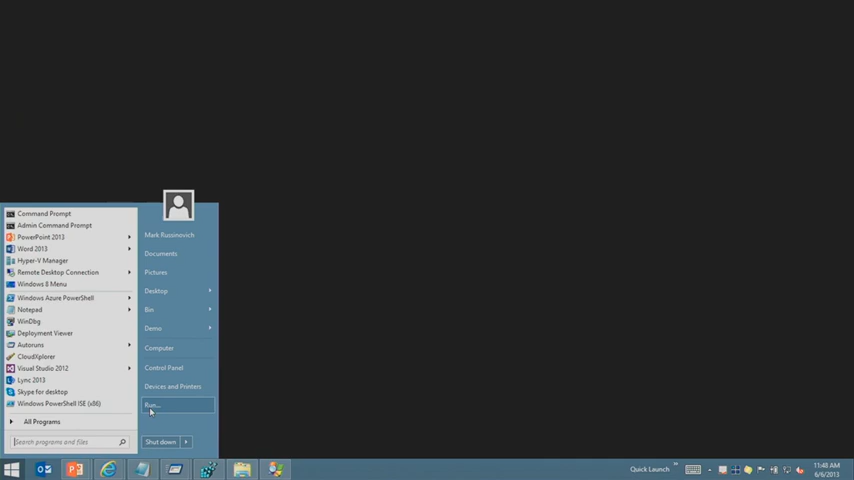 Command Prompt
Admin Command Prompt
PowerPoint 2013
Word 2013
Hyper-V Manager
Remote Desktop Connection
Windows 8 Menu
Windows Azure PowerShell
Notepad
WinDbg
Deployment Viewer
Autoruns
CloudXplorer
Visual Studio 2012
Lync 2013
Skype for desktop
Windows PowerShell ISE (x86)
All Programs
Search programs and files
Mark Russinovich
Documents
Pictures
Desktop
Bin
Demo
Computer
Control Panel
Devices and Printers
Run...
Shut down
Quick Launch
11:48 AM
6/6/2013